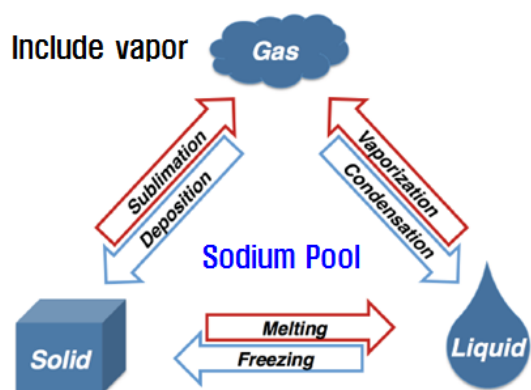 Include vapor
Gas
Sublimation
Deposition
Vaporization
Condensation
Sodium Pool
Solid
Melting
Freezing
Liquid